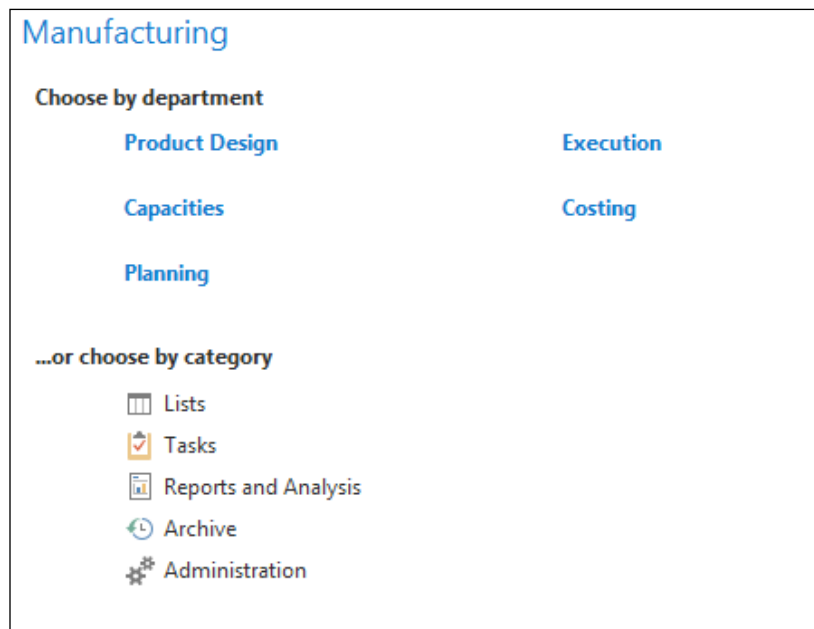 Manufacturing
Choose by department
Product Design
Execution
Capacities
Costing
Planning
...or choose by category
Lists
Tasks
Reports and Analysis
Archive
Administration